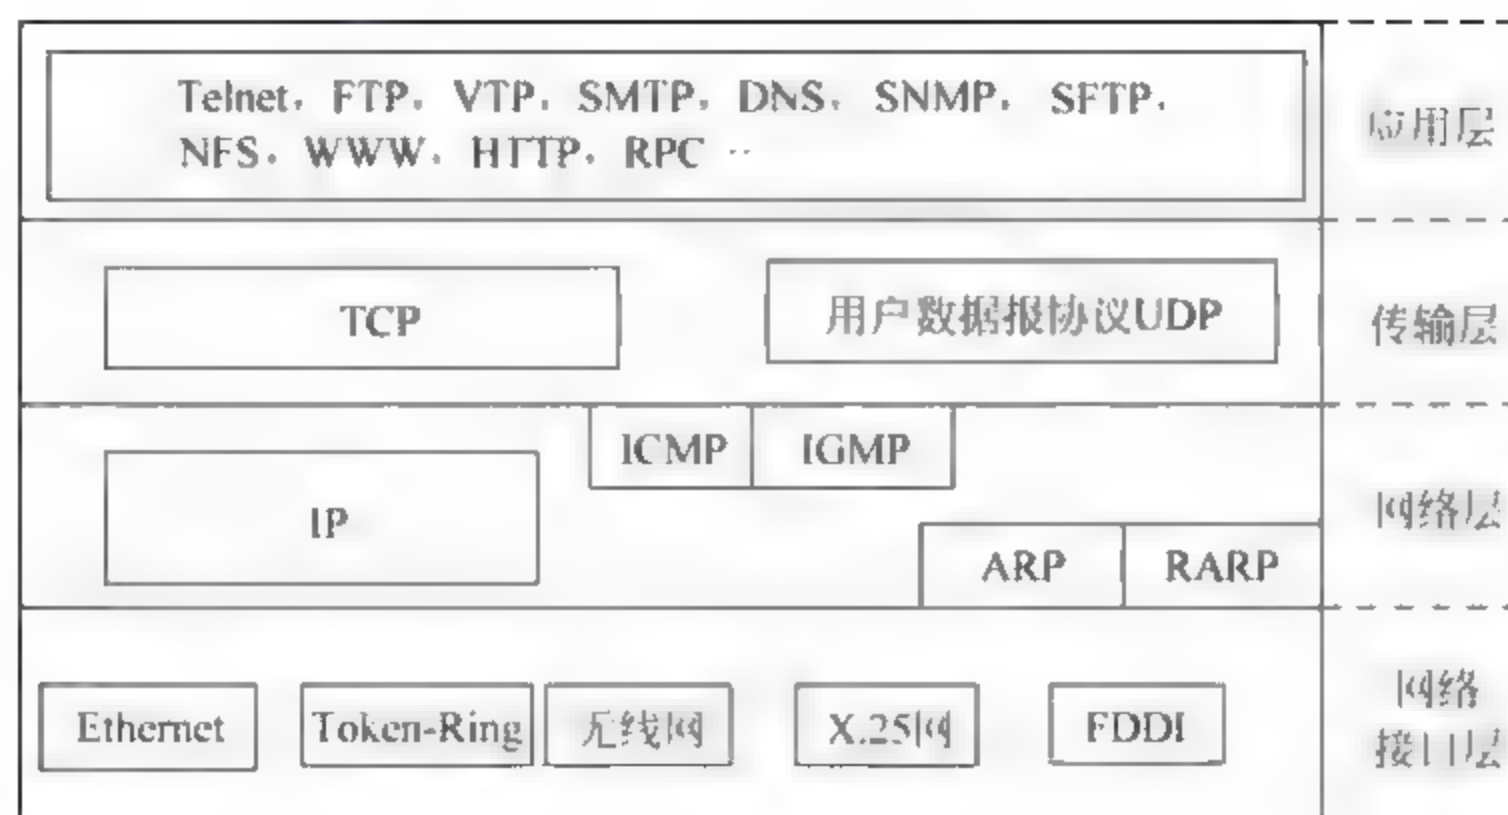 Telnet, FTP, VTP, SMTP, DNS, SNMP, SFTP,
NFS, WWW, HTTP, RPC ..
应用层
TCP
用户数据报协议UDP
传输层
ICMP
IGMP
IP
网络层
ARP
RARP
Ethernet
Token-Ring
无线网
X.25网
FDDI
网络
接口层